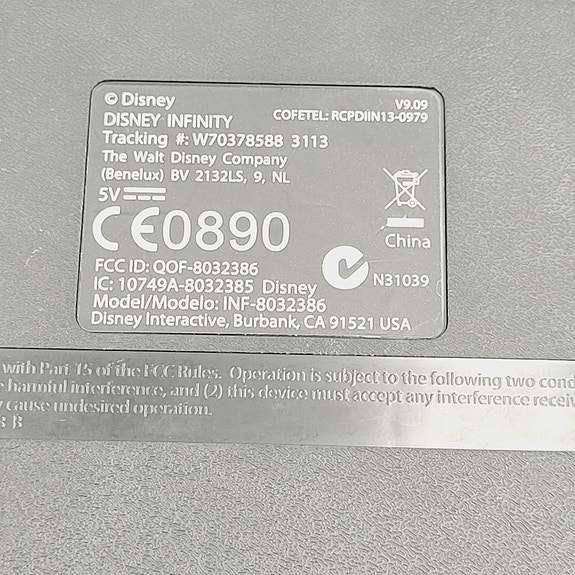 © Disney
V9.09
DISNEY INFINITY
COFETEL: RCPDIIN13-0979
Tracking #: W70378588 3113
The Walt Disney Company
(Benelux) BV 2132LS, 9, NL
5V
CE0890
China
FCC ID: QOF-8032386
IC: 10749A-8032385 Disney
N31039
Model/Modelo: INF-8032386
Disney Interactive, Burbank, CA 91521 USA
with Part 15 of the FCC Rules. Operation is subject to the following two cond
harmful interference, and (2) this device must accept any interference recei
cause undesired operation.
B